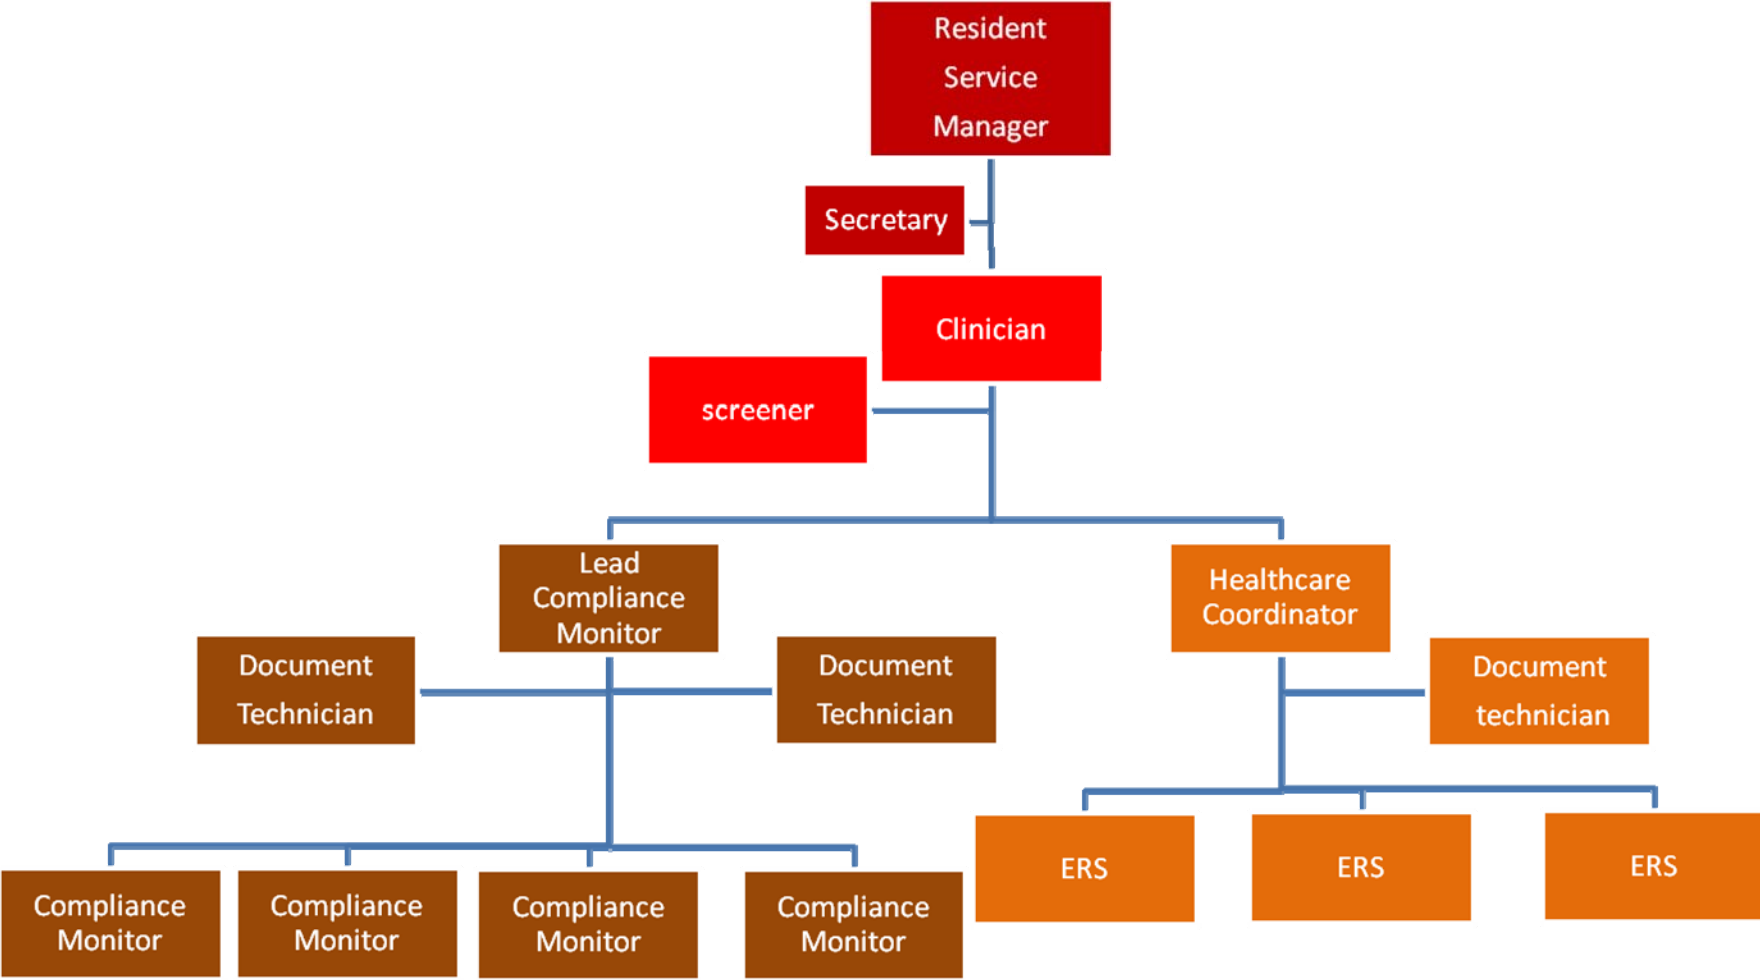 Resident
Service
Manager
Secretary
Clinician
screener
Lead
Compliance
Monitor
Healthcare
Coordinator
Document
Technician
Document
Technician
Document
technician
Compliance
Monitor
Compliance
Monitor
Compliance
Monitor
Compliance
Monitor
ERS
ERS
ERS